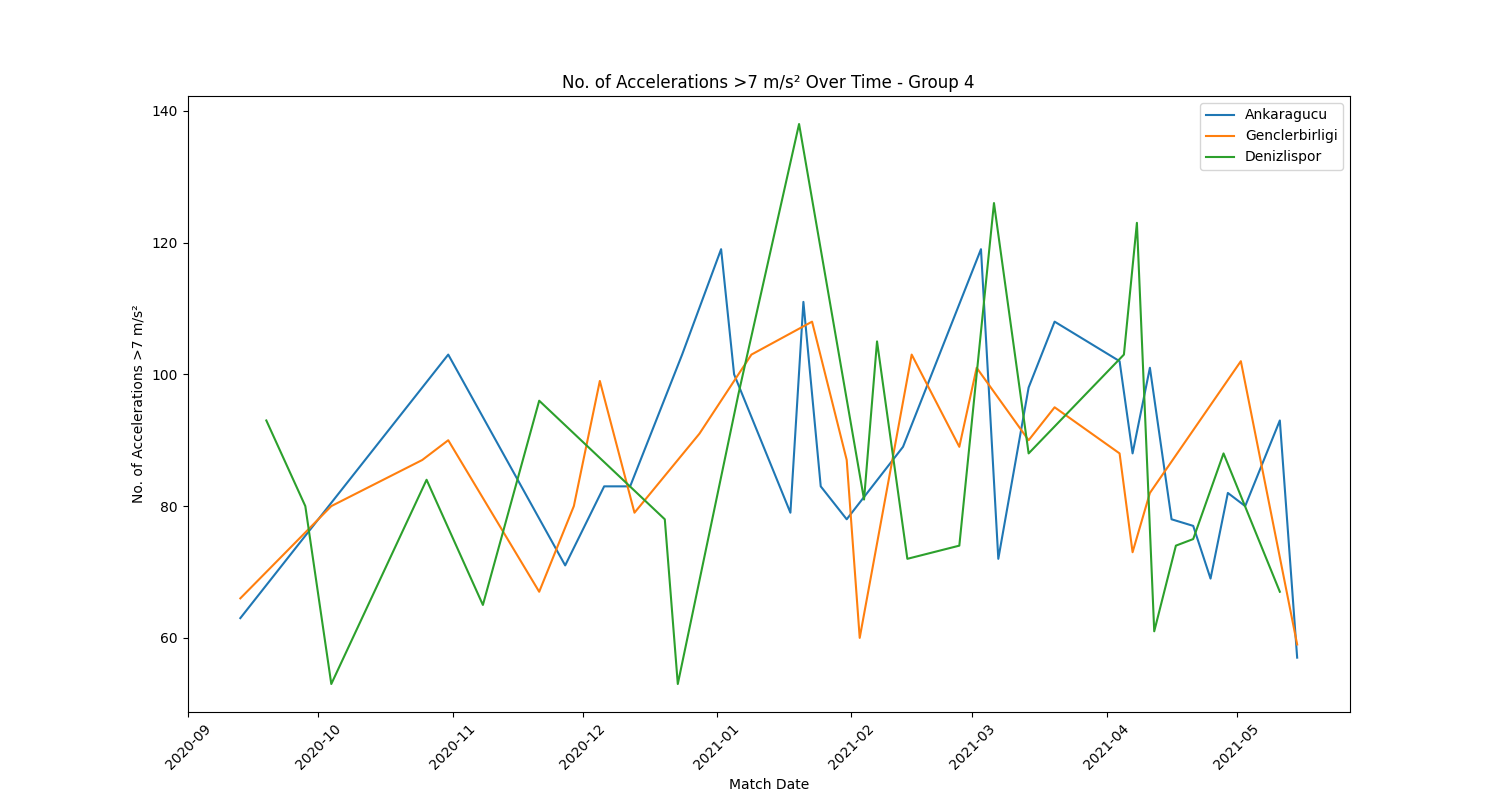 No. of Accelerations >7 m/s² Over Time - Group 4
Ankaragucu
Genclerbirligi
Denizlispor
No. of Accelerations >7 m/s²
140
120
100
80
60
2020-09
2020-10
2020-11
2020-12
2021-01
2021-02
2021-03
2021-04
2021-05
Match Date